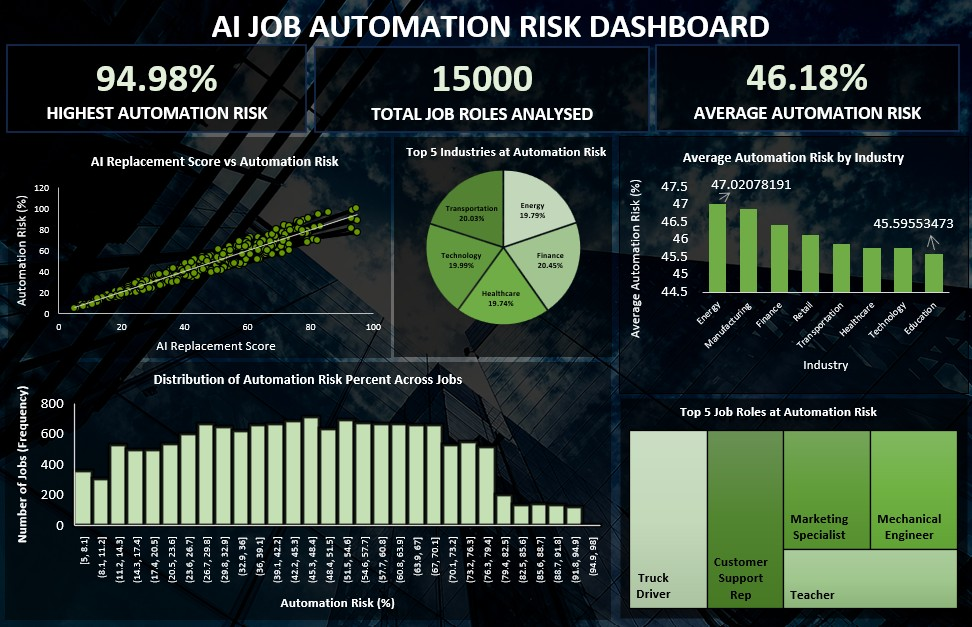 AI JOB AUTOMATION RISK DASHBOARD
94.98%
HIGHEST AUTOMATION RISK
15000
TOTAL JOB ROLES ANALYSED
46.18%
AVERAGE AUTOMATION RISK
AI Replacement Score vs Automation Risk
Automation Risk (%)
120
100
80
60
40
20
0
0
20
40
60
80
100
AI Replacement Score
Top 5 Industries at Automation Risk
Transportation
20.03%
Energy
19.79%
Technology
19.99%
Finance
20.45%
Healthcare
19.74%
Average Automation Risk by Industry
Average Automation Risk (%)
47.5
47
46.5
46
45.5
45
44.5
47.02078191
45.59553473
Energy
Manufacturing
Finance
Retail
Transportation
Healthcare
Technology
Education
Industry
Distribution of Automation Risk Percent Across Jobs
Number of Jobs (Frequency)
800
600
400
200
0
[5, 8.1]
(8.1, 11.2]
(11.2, 14.3]
(14.3, 17.4]
(17.4, 20.5]
(20.5, 23.6]
(23.6, 26.7]
(26.7, 29.8]
(29.8, 32.9]
(32.9, 36]
(36, 39.1]
(39.1, 42.2]
(42.2, 45.3]
(45.3, 48.4]
(48.4, 51.5]
(51.5, 54.6]
(54.6, 57.7]
(57.7, 60.8]
(60.8, 63.9]
(63.9, 67]
(67, 70.1]
(70.1, 73.2]
(73.2, 76.3]
(76.3, 79.4]
(79.4, 82.5]
(82.5, 85.6]
(85.6, 88.7]
(88.7, 91.8]
(91.8, 94.9]
(94.9, 98]
Automation Risk (%)
Top 5 Job Roles at Automation Risk
Truck
Driver
Customer
Support
Rep
Marketing
Specialist
Mechanical
Engineer
Teacher